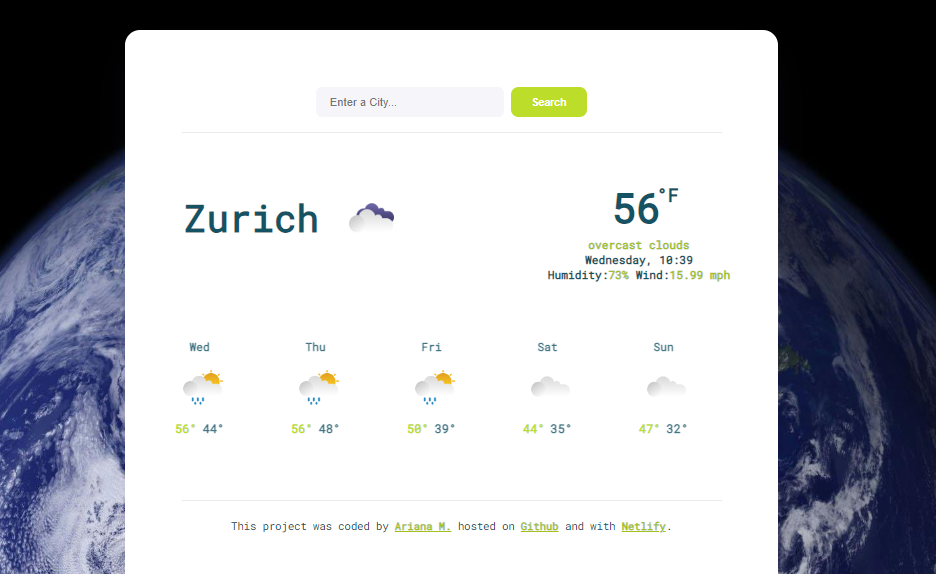 Enter a City...
Search
Zurich
56°F
overcast clouds
Wednesday, 10:39
Humidity:73% Wind:15.99 mph
Wed Thu Fri Sat Sun
56° 44° 56° 48° 50° 39° 44° 35° 47° 32°
This project was coded by Ariana M. hosted on Github and with Netlify.